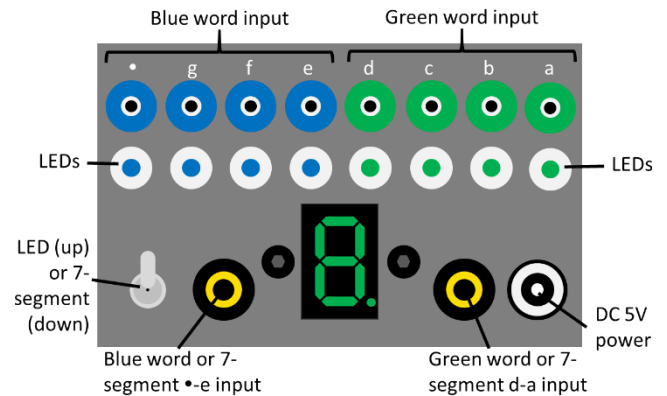 Blue word input
Green word input
• g f e d c b a
LEDs
LEDs
LED (up)
or 7-
segment
(down)
DC 5V
power
Blue word or 7-
segment •-e input
Green word or 7-
segment d-a input
8.